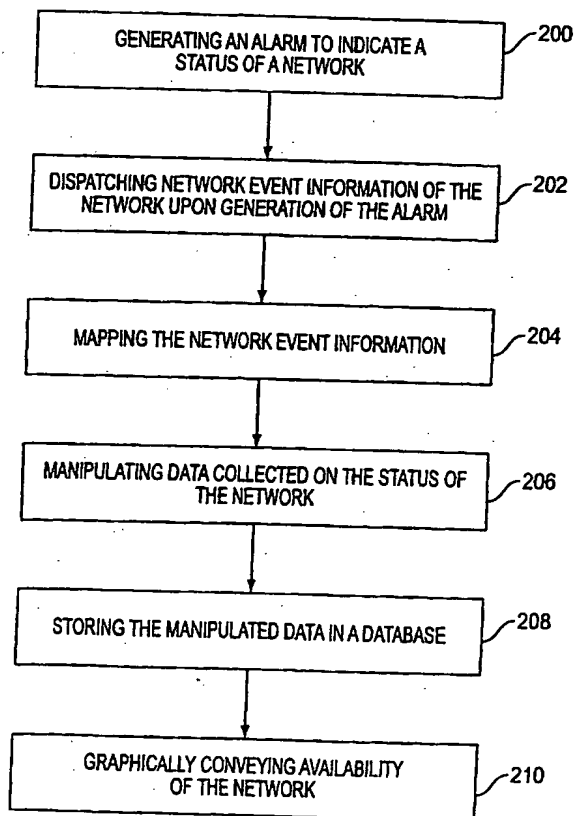 GENERATING AN ALARM TO INDICATE A
STATUS OF A NETWORK
200
DISPATCHING NETWORK EVENT INFORMATION OF THE
NETWORK UPON GENERATION OF THE ALARM
202
MAPPING THE NETWORK EVENT INFORMATION
204
MANIPULATING DATA COLLECTED ON THE STATUS OF
THE NETWORK
206
STORING THE MANIPULATED DATA IN A DATABASE
208
GRAPHICALLY CONVEYING AVAILABILITY
OF THE NETWORK
210